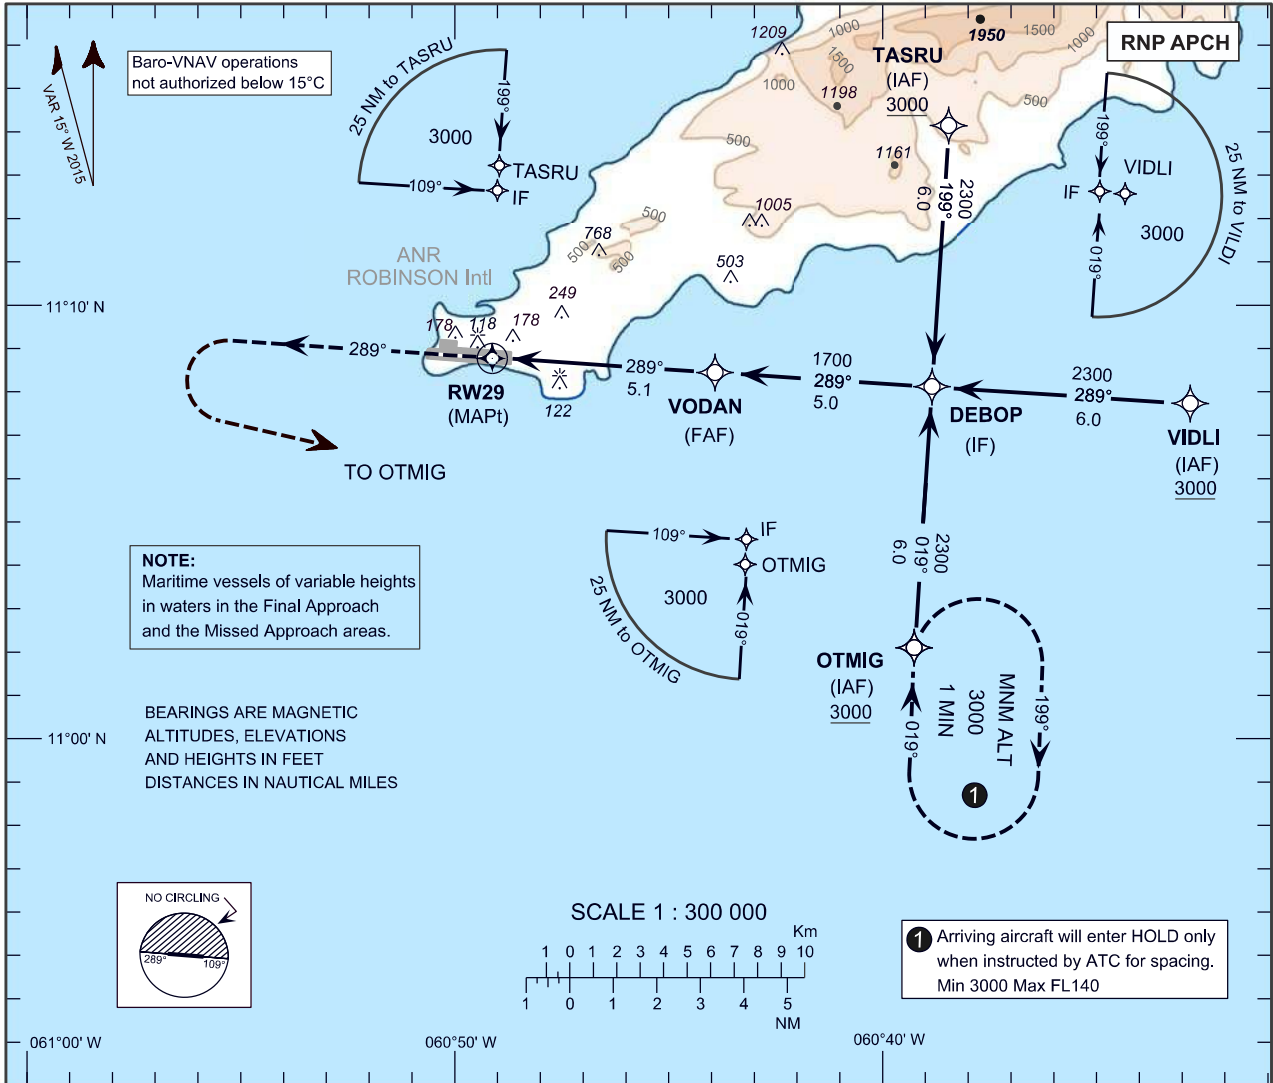 RNP APCH
VAR 15° W 2015
Baro-VNAV operations
not authorized below 15°C
25 NM to TASRU
199°
3000
TASRU
109°
IF
1209
1000
1500
1950
1500
1000
TASRU
(IAF)
3000
1000
1500
1198
500
500
1161
2300
199°
6.0
25 NM to VIDLI
199°
VIDLI
IF
3000
019°
1005
500
768
500
500
503
ANR
ROBINSON Intl
249
178
118
178
11°10' N
289°
RW29
(MAPt)
122
289°
5.1
VODAN
(FAF)
1700
289°
5.0
DEBOP
(IF)
2300
289°
6.0
VIDLI
(IAF)
3000
TO OTMIG
NOTE:
Maritime vessels of variable heights
in waters in the Final Approach
and the Missed Approach areas.
109°
IF
OTMIG
3000
019°
25 NM to OTMIG
2300
019°
6.0
OTMIG
(IAF)
3000
MNM ALT
3000
1 MIN
199°
019°
1
BEARINGS ARE MAGNETIC
ALTITUDES, ELEVATIONS
AND HEIGHTS IN FEET
DISTANCES IN NAUTICAL MILES
11°00' N
NO CIRCLING
289°
109°
SCALE 1 : 300 000
Km
1 0 1 2 3 4 5 6 7 8 9 10
1 0 1 2 3 4 5
NM
1 Arriving aircraft will enter HOLD only
when instructed by ATC for spacing.
Min 3000 Max FL140
061°00' W
060°50' W
060°40' W